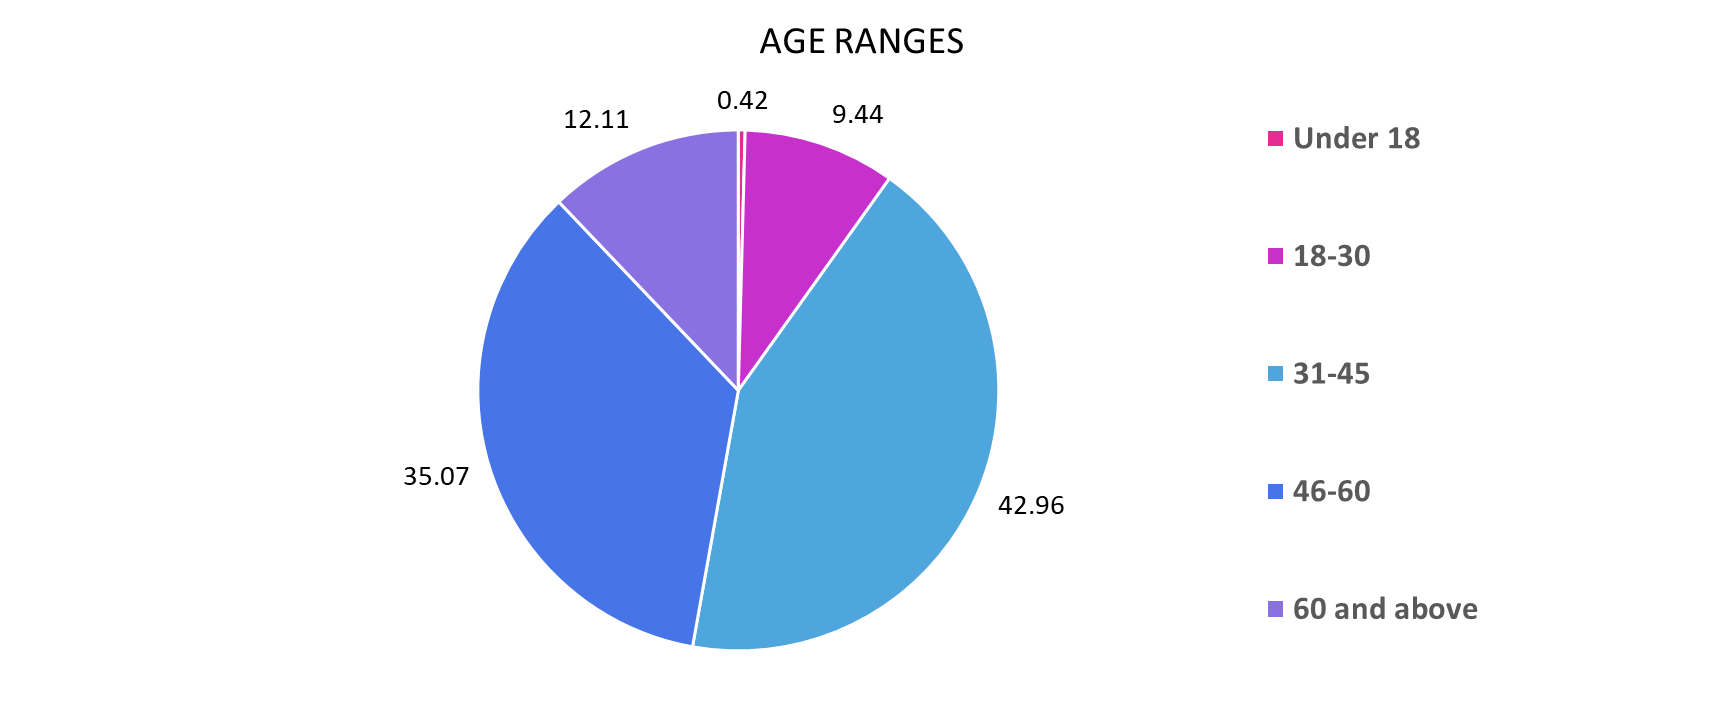 AGE RANGES
0.42
9.44
12.11
42.96
35.07
Under 18
18-30
31-45
46-60
60 and above